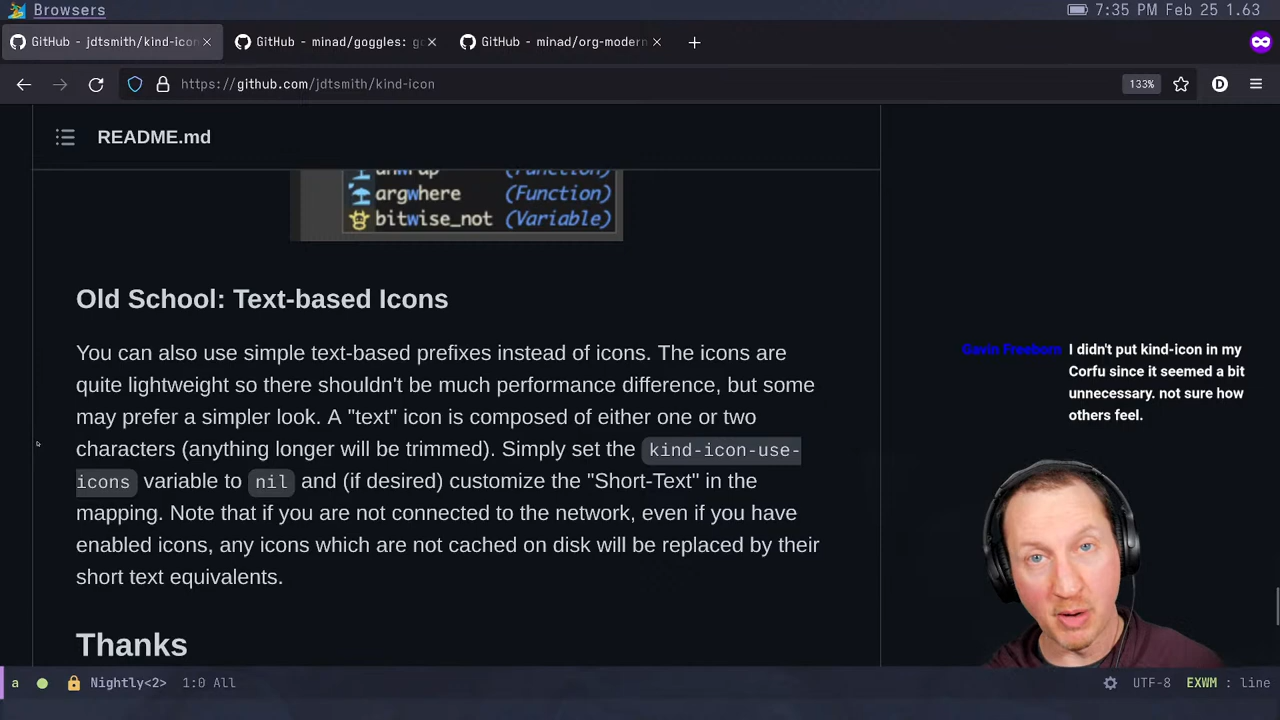 Browsers
7:35 PM Feb 25 1.63
GitHub - jdtsmith/kind-icon
GitHub - minad/goggles: g
GitHub - minad/org-modern
https://github.com/jdtsmith/kind-icon
133%
D
README.md
(Function)
argwhere (Function)
bitwise_not (Variable)
Old School: Text-based Icons
You can also use simple text-based prefixes instead of icons. The icons are
quite lightweight so there shouldn't be much performance difference, but some
may prefer a simpler look. A "text" icon is composed of either one or two
characters (anything longer will be trimmed). Simply set the kind-icon-use-
icons variable to nil and (if desired) customize the "Short-Text" in the
mapping. Note that if you are not connected to the network, even if you have
enabled icons, any icons which are not cached on disk will be replaced by their
short text equivalents.
Thanks
Gavin Freeborn I didn't put kind-icon in my
Corfu since it seemed a bit
unnecessary. not sure how
others feel.
a Nightly<2> 1:0 All
UTF-8 EXWM : line